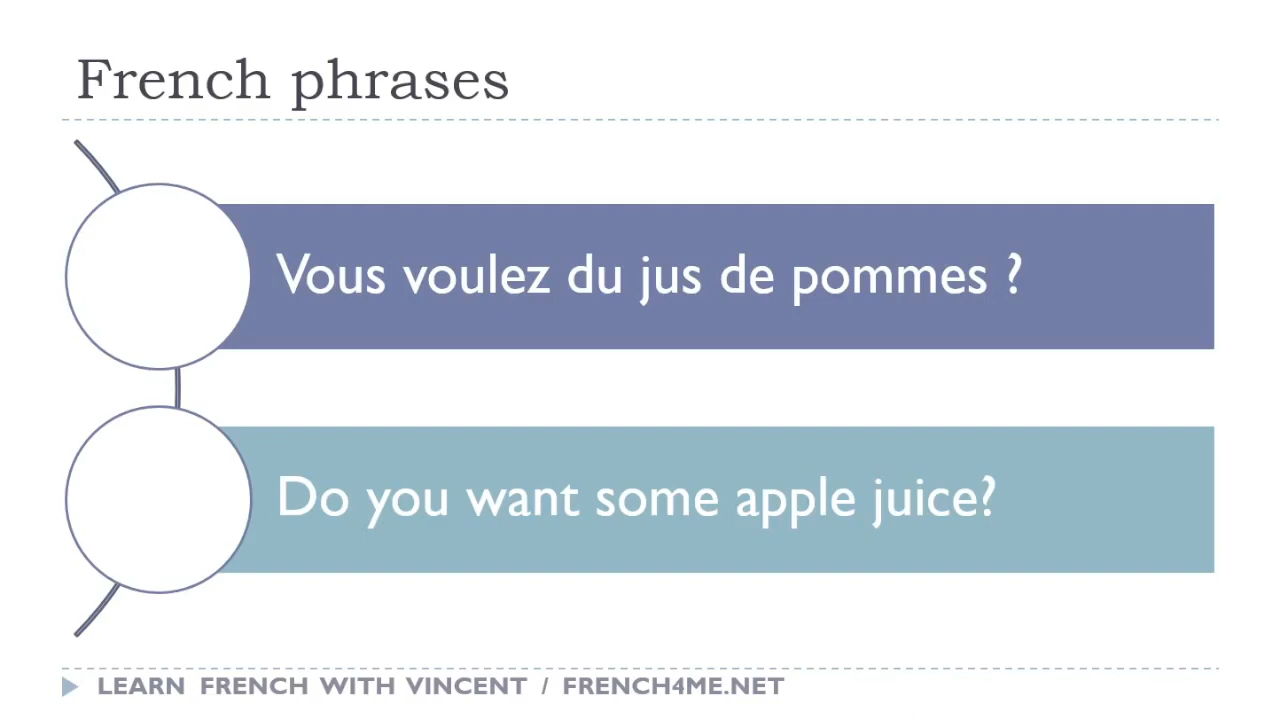 French phrases
Vous voulez du jus de pommes ?
Do you want some apple juice?
LEARN FRENCH WITH VINCENT / FRENCH4ME.NET